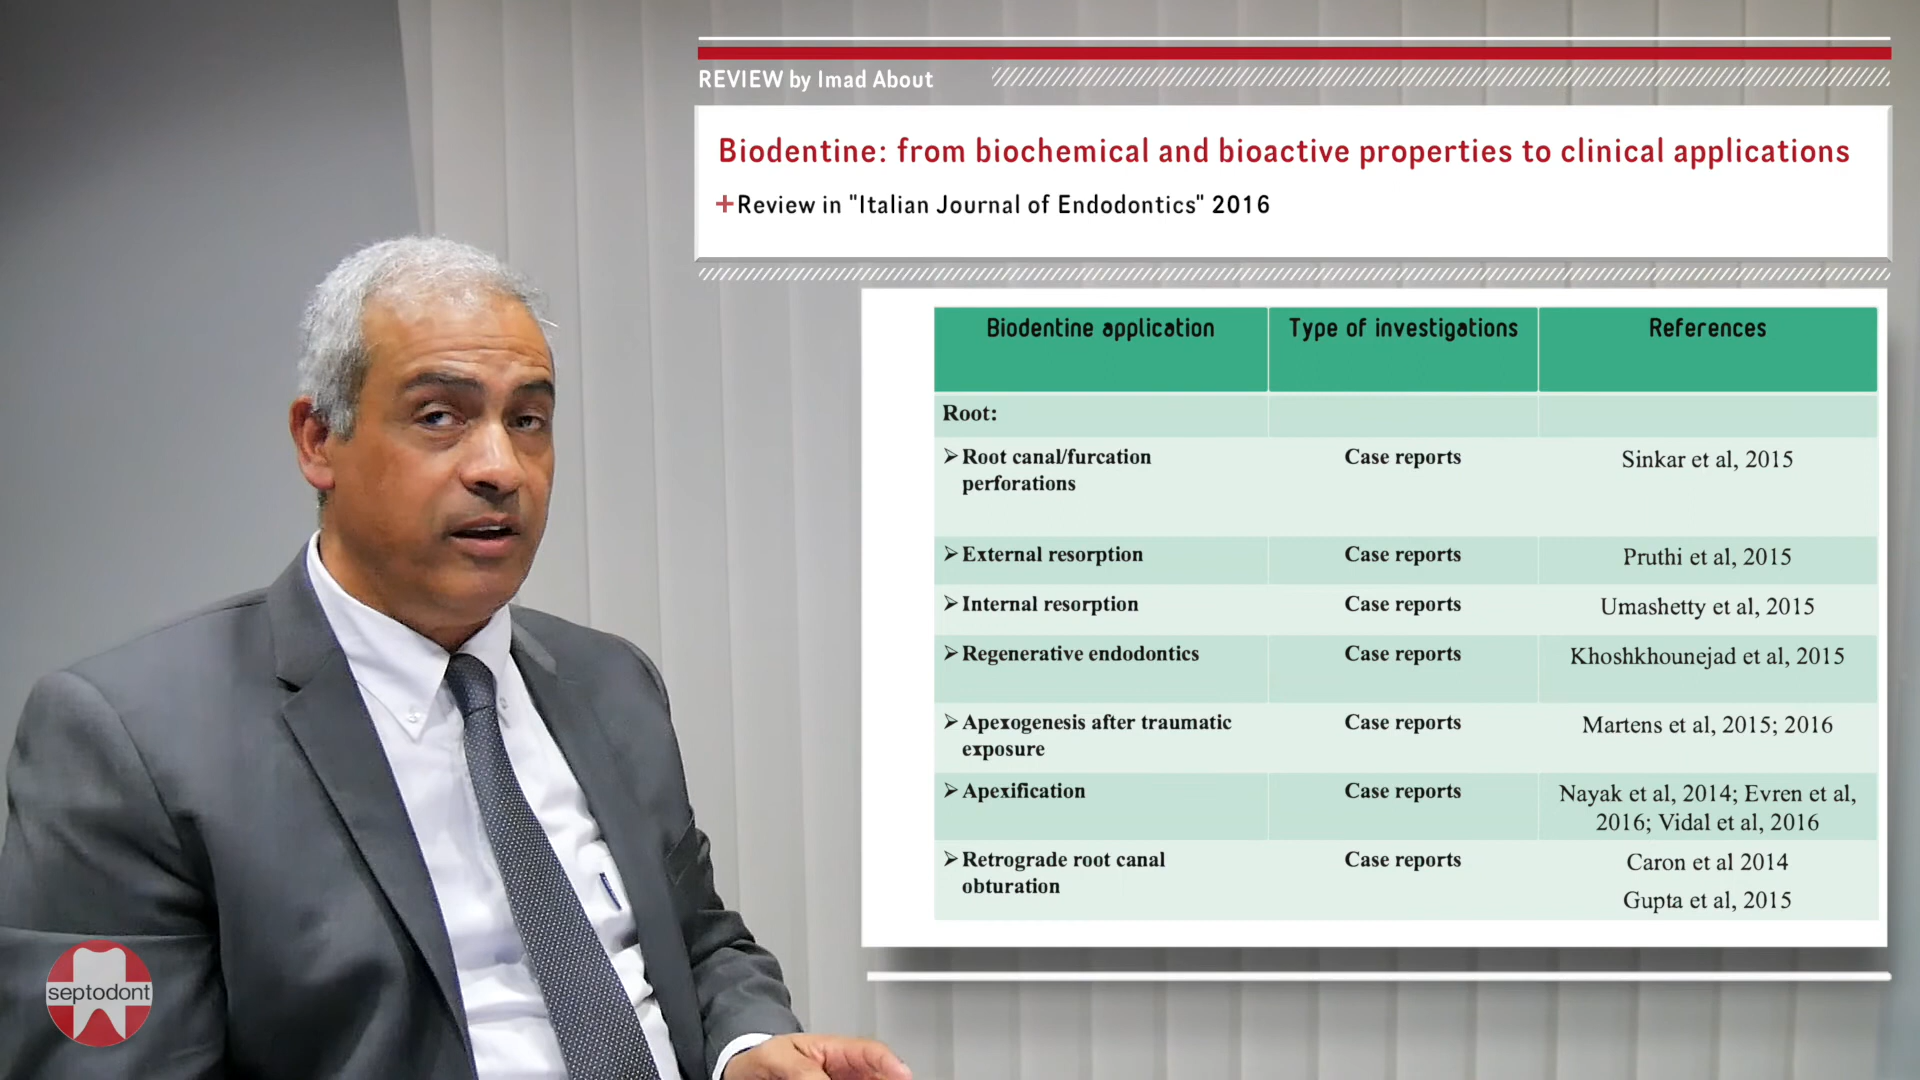 REVIEW by Imad About
Biodentine: from biochemical and bioactive properties to clinical applications
+Review in "Italian Journal of Endodontics" 2016
Biodentine application Type of investigations References
Root:
➢Root canal/furcation Case reports Sinkar et al, 2015
perforations
➢External resorption Case reports Pruthi et al, 2015
➢Internal resorption Case reports Umashetty et al, 2015
➢Regenerative endodontics Case reports Khoshkhounejad et al, 2015
➢Apexogenesis after traumatic Case reports Martens et al, 2015; 2016
exposure
➢Apexification Case reports Nayak et al, 2014; Evren et al,
2016; Vidal et al, 2016
➢Retrograde root canal Case reports Caron et al 2014
obturation Gupta et al, 2015
septodont